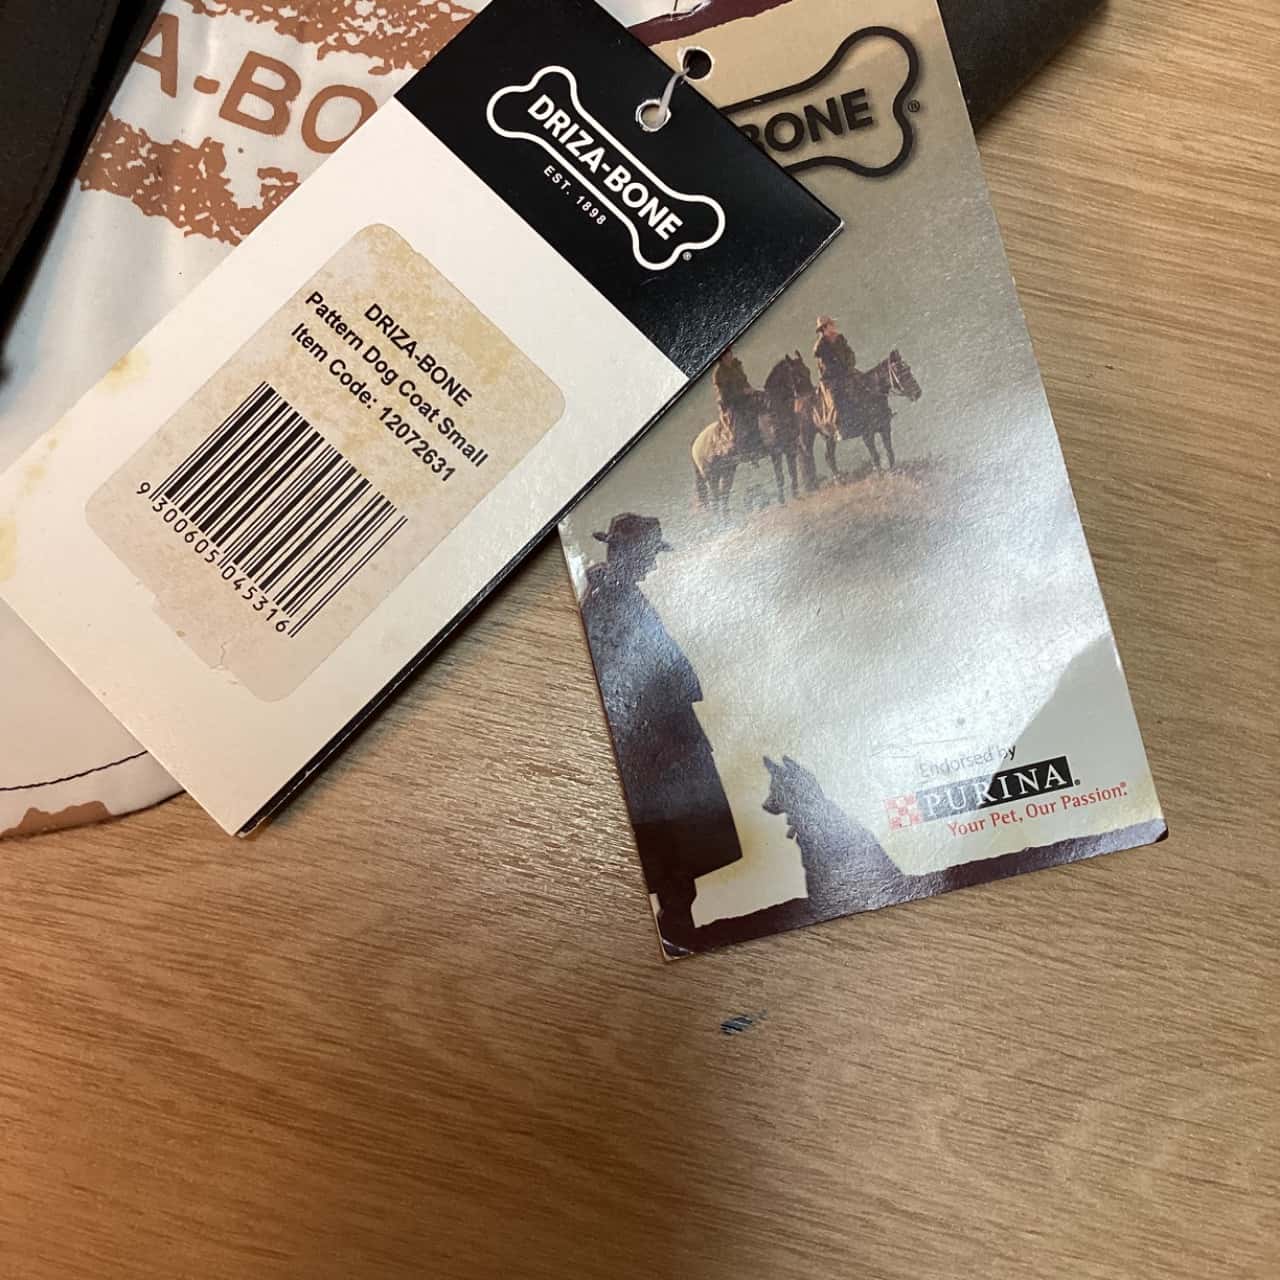 A-BO
DRIZA-BONE
EST. 1898
®
DRIZA-BONE
Pattern Dog Coat Small
Item Code: 12072631
9 300605 045316
BONE ®
Endorsed by
PURINA®
Your Pet, Our Passion.®